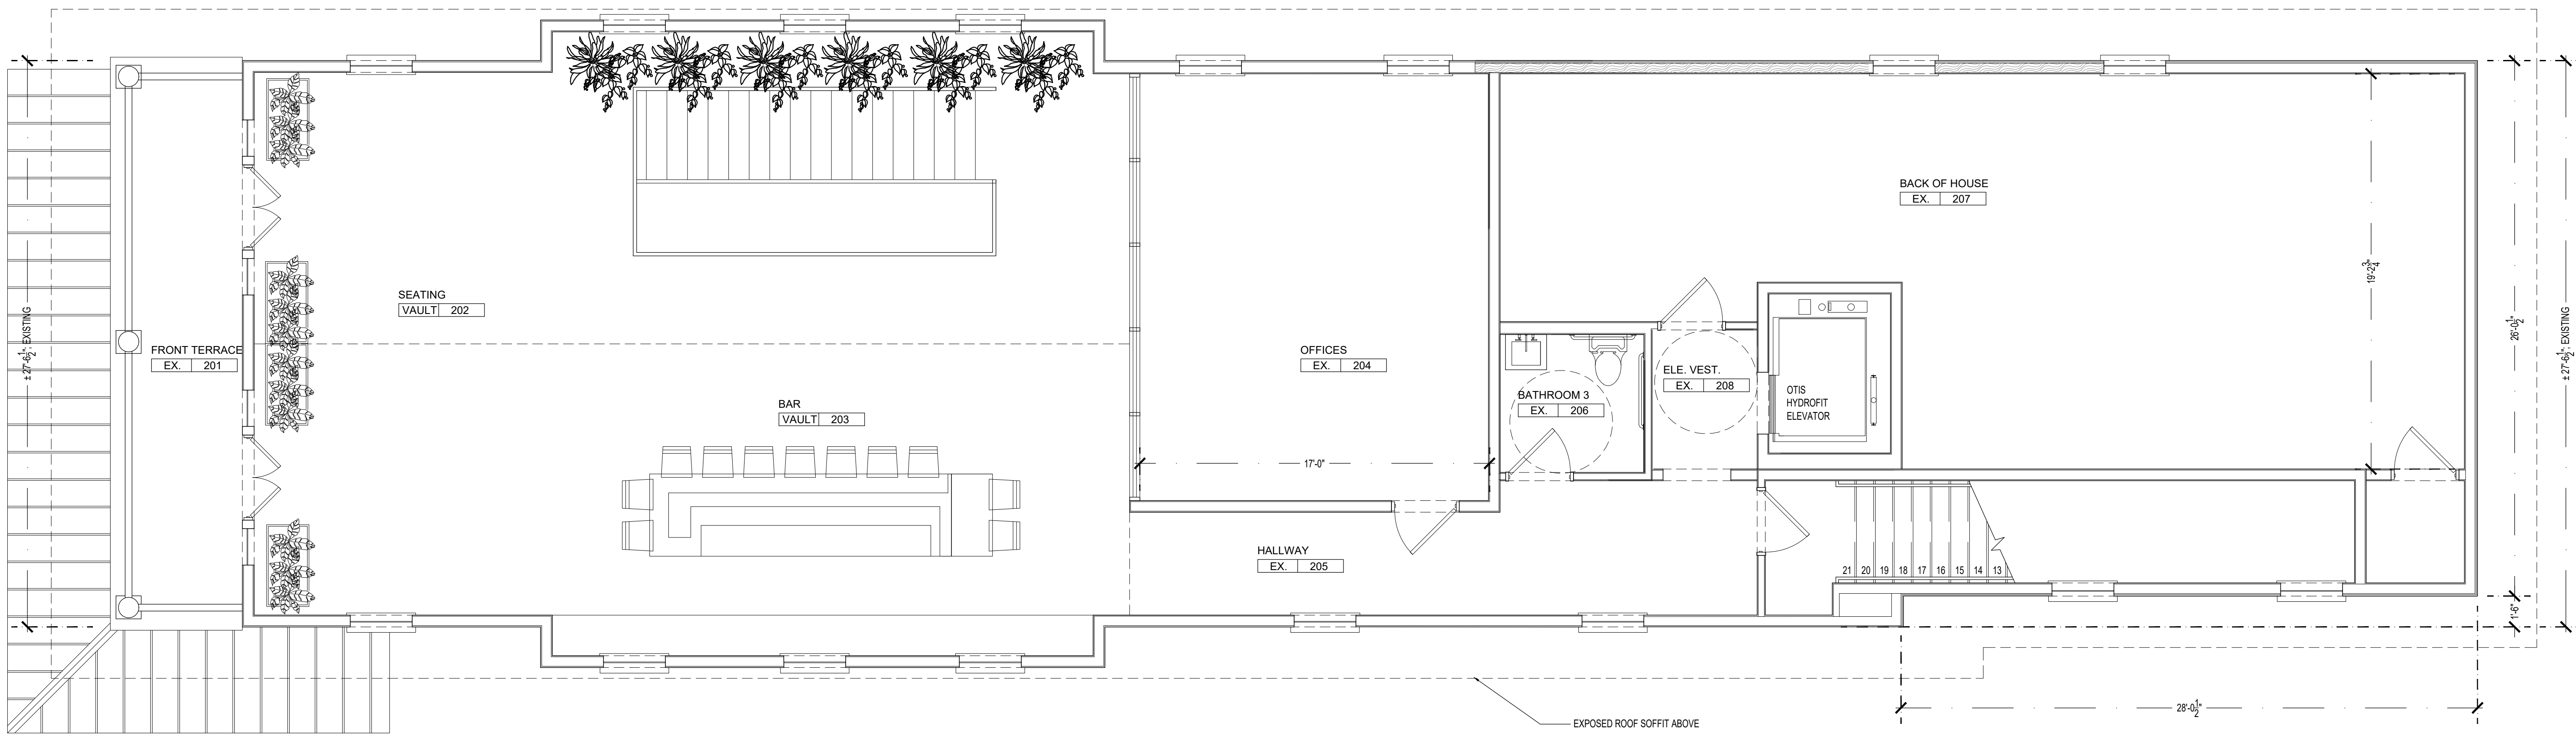 BACK OF HOUSE
EX. 207
19'-2 3/4"
26'-0 1/2"
± 27'-6 1/2"; EXISTING
± 27'-6 1/2"; EXISTING
SEATING
VAULT 202
FRONT TERRACE
EX. 201
OFFICES
EX. 204
ELE. VEST.
EX. 208
BATHROOM 3
EX. 206
OTIS
HYDROFIT
ELEVATOR
BAR
VAULT 203
17'-0"
HALLWAY
EX. 205
21 20 19 18 17 16 15 14 13
1'-6"
28'-0 1/2"
EXPOSED ROOF SOFFIT ABOVE